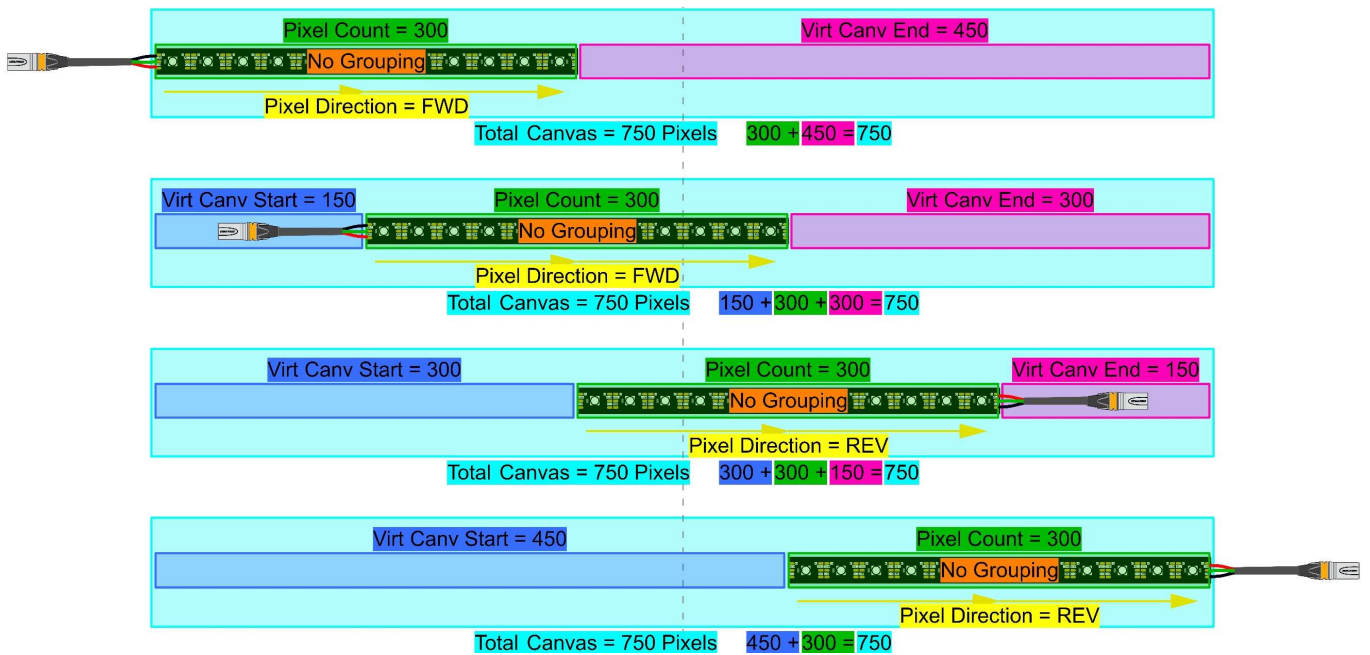 Pixel Count = 300 Virt Canv End = 450
No Grouping
Pixel Direction = FWD
Total Canvas = 750 Pixels 300 + 450 = 750
Virt Canv Start = 150 Pixel Count = 300 Virt Canv End = 300
No Grouping
Pixel Direction = FWD
Total Canvas = 750 Pixels 150 + 300 + 300 = 750
Virt Canv Start = 300 Pixel Count = 300 Virt Canv End = 150
No Grouping
Pixel Direction = REV
Total Canvas = 750 Pixels 300 + 300 + 150 = 750
Virt Canv Start = 450 Pixel Count = 300
No Grouping
Pixel Direction = REV
Total Canvas = 750 Pixels 450 + 300 = 750